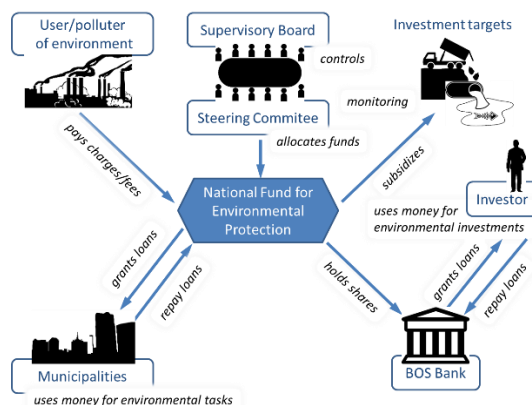 User/polluter
of environment
Supervisory Board
controls
Steering Commitee
allocates funds
Investment targets
monitoring
pays charges/fees
subsidizes
National Fund for
Environmental
Protection
Investor
uses money for
environmental investments
grants loans
repay loans
holds shares
grants loans
repay loans
Municipalities
uses money for environmental tasks
BOS Bank